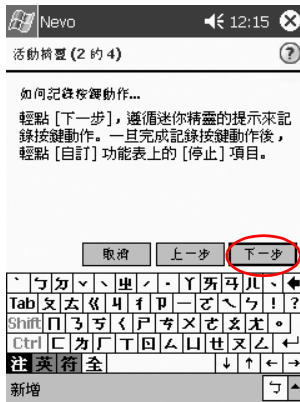 Nevo 12:15
活動精靈 (2 的 4)
?
如何記錄按鍵動作...
輕點 [下一步]，遵循迷你精靈的提示來記
錄按鍵動作。一旦完成記錄按鍵動作後，
輕點 [自訂] 功能表上的 [停止] 項目。
取消 上一步 下一步
ˋ ㄅ ㄉ ˇ ˋ ㄓ ˊ ˙ ㄚ ㄞ ㄢ ㄦ 、
Tab ㄆ ㄊ ㄍ ㄐ ㄔ ㄗ ㄧ ㄛ ㄟ ㄣ ! ?
Shift ㄇ ㄋ ㄎ ㄑ ㄕ ㄘ ㄨ ㄜ ㄠ ㄤ 。
Ctrl ㄈ ㄏ ㄒ ㄖ ㄙ ㄩ ㄝ ㄡ ㄥ
注 英 符 全 ↓ ↑ ← →
新增 ㄅ